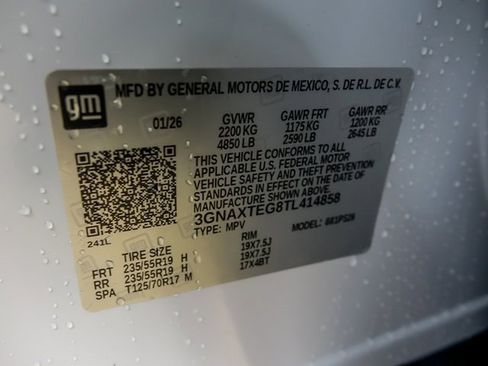 gm
MFD BY GENERAL MOTORS DE MEXICO, S. DE R.L. DE C.V.
01/26 GVWR GAWR FRT GAWR RR
2200 KG 1175 KG 1200 KG
4850 LB 2590 LB 2645 LB
THIS VEHICLE CONFORMS TO ALL
APPLICABLE U.S. FEDERAL MOTOR
VEHICLE SAFETY AND THEFT PREVENTION
STANDARDS IN EFFECT ON THE DATE OF
MANUFACTURE SHOWN ABOVE.
3GNAXTEG8TL414858
TYPE: MPV MODEL:
241L
TIRE SIZE RIM
FRT 235/55R19 H 19X7.5J
RR 235/55R19 H 19X7.5J
SPA T125/70R17 M 17X4BT